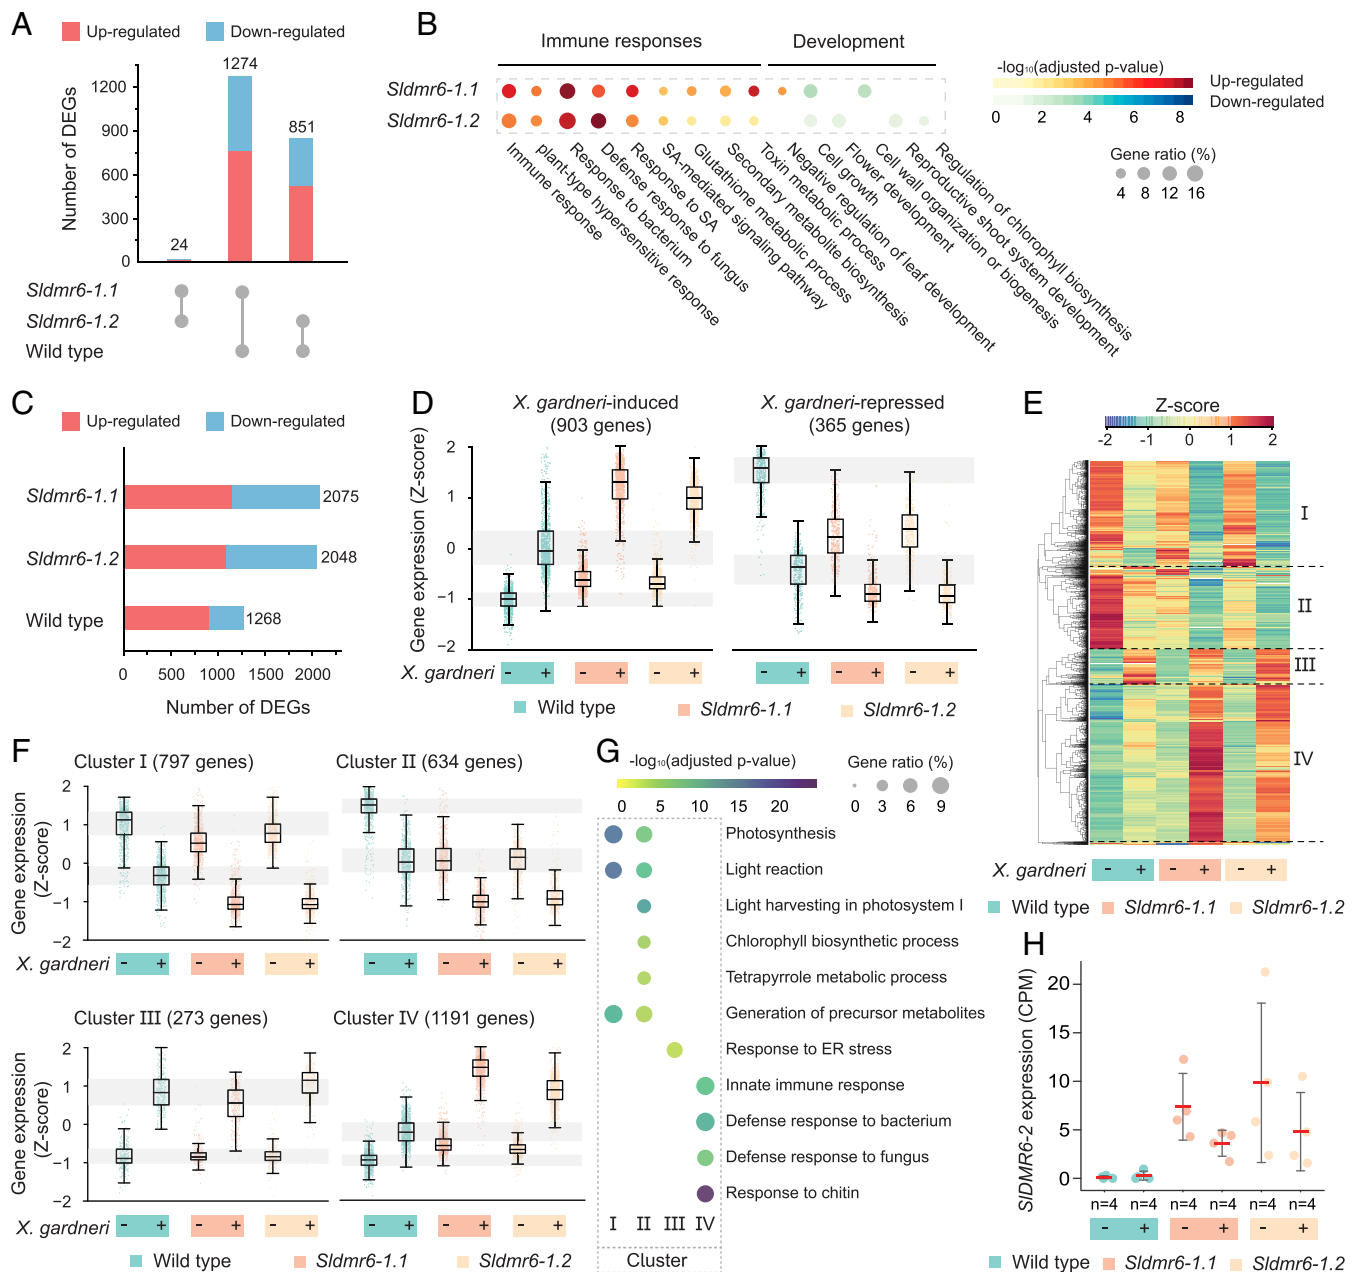 A
Up-regulated
Down-regulated
Number of DEGs
1200
900
600
300
0
24
1274
851
Sldmr6-1.1
Sldmr6-1.2
Wild type
B
Immune responses
Development
Sldmr6-1.1
Sldmr6-1.2
Immune response
plant-type hypersensitive response
Response to bacterium
Defense response to fungus
Response to SA
SA-mediated signaling pathway
Glutathione metabolic process
Secondary metabolite biosynthesis
Toxin metabolic process
Negative regulation of leaf development
Cell growth
Flower development
Cell wall organization or biogenesis
Reproductive shoot system development
Regulation of chlorophyll biosynthesis
-log10(adjusted p-value)
Up-regulated
Down-regulated
0 2 4 6 8
Gene ratio (%)
4 8 12 16
C
Up-regulated
Down-regulated
Sldmr6-1.1
2075
Sldmr6-1.2
2048
Wild type
1268
0 500 1000 1500 2000
Number of DEGs
D
X. gardneri-induced
(903 genes)
X. gardneri-repressed
(365 genes)
Gene expression (Z-score)
2
1
0
−1
−2
X. gardneri
- + - + - +
- + - + - +
Wild type
Sldmr6-1.1
Sldmr6-1.2
E
Z-score
-2 -1 0 1 2
I
II
III
IV
X. gardneri
- + - + - +
Wild type
Sldmr6-1.1
Sldmr6-1.2
F
Cluster I (797 genes)
Cluster II (634 genes)
Gene expression
(Z-score)
2
1
0
−1
−2
X. gardneri
- + - + - +
- + - + - +
Cluster III (273 genes)
Cluster IV (1191 genes)
Gene expression
(Z-score)
2
1
0
−1
−2
X. gardneri
- + - + - +
- + - + - +
Wild type
Sldmr6-1.1
Sldmr6-1.2
G
-log10(adjusted p-value)
0 5 10 15 20
Gene ratio (%)
0 3 6 9
Photosynthesis
Light reaction
Light harvesting in photosystem I
Chlorophyll biosynthetic process
Tetrapyrrole metabolic process
Generation of precursor metabolites
Response to ER stress
Innate immune response
Defense response to bacterium
Defense response to fungus
Response to chitin
I II III IV
Cluster
H
SlDMR6-2 expression (CPM)
20
15
10
5
0
n=4 n=4 n=4 n=4 n=4 n=4
- + - + - +
Wild type
Sldmr6-1.1
Sldmr6-1.2